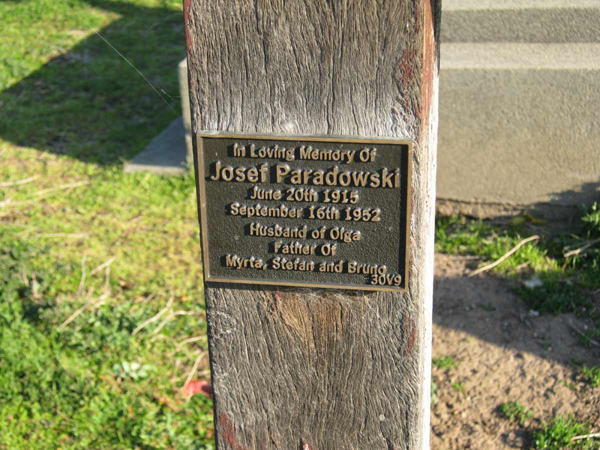 In Loving Memory Of
Josef Paradowski
June 20th 1915
September 16th 1952
Husband of Olga
Father Of
Myrta, Stefan and Bruno
30V9